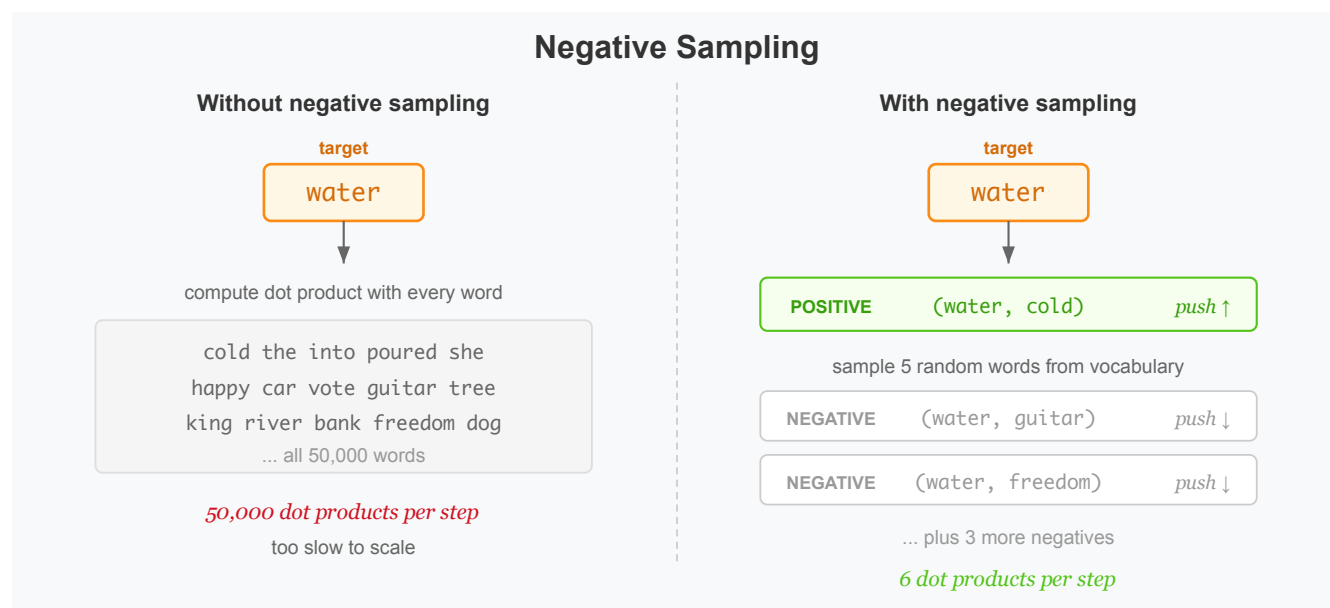 Negative Sampling
Without negative sampling
target
water
compute dot product with every word
cold the into poured she
happy car vote guitar tree
king river bank freedom dog
... all 50,000 words
50,000 dot products per step
too slow to scale
With negative sampling
target
water
POSITIVE (water, cold) push ↑
sample 5 random words from vocabulary
NEGATIVE (water, guitar) push ↓
NEGATIVE (water, freedom) push ↓
... plus 3 more negatives
6 dot products per step